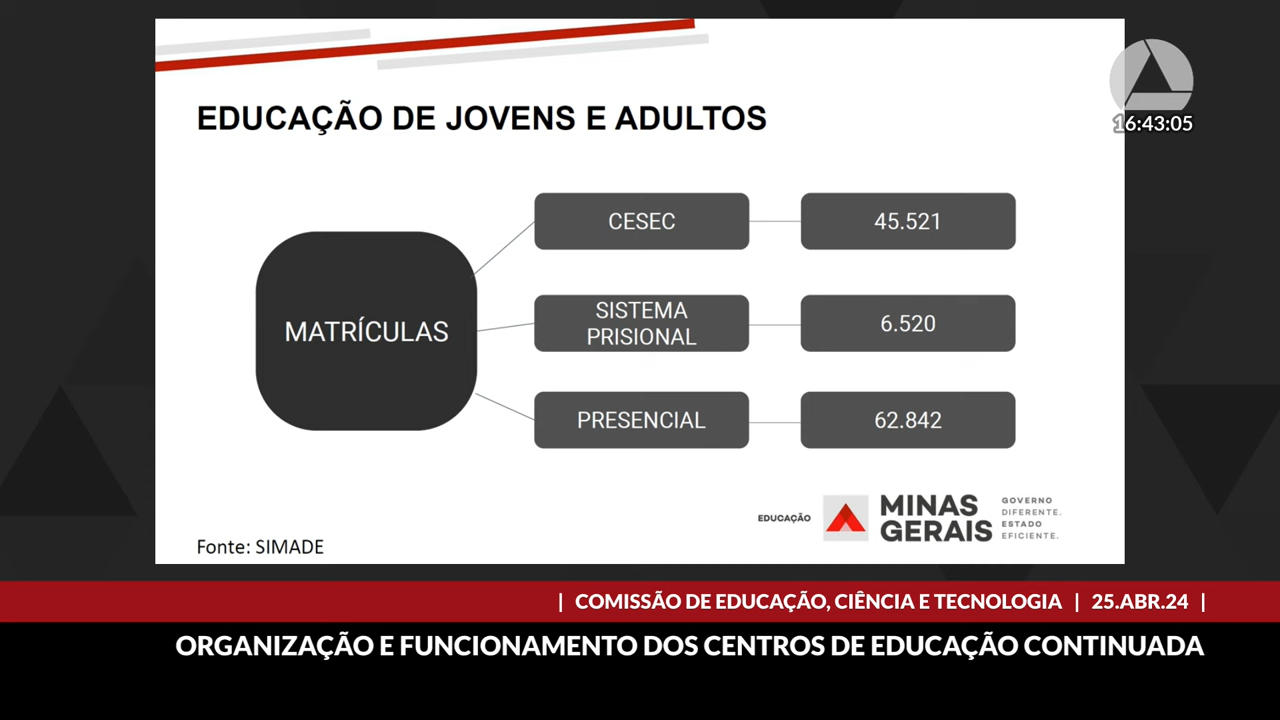 16:43:05
EDUCAÇÃO DE JOVENS E ADULTOS
MATRÍCULAS
CESEC
45.521
SISTEMA
PRISIONAL
6.520
PRESENCIAL
62.842
EDUCAÇÃO
MINAS
GERAIS
GOVERNO
DIFERENTE.
ESTADO
EFICIENTE.
Fonte: SIMADE
| COMISSÃO DE EDUCAÇÃO, CIÊNCIA E TECNOLOGIA | 25.ABR.24 |
ORGANIZAÇÃO E FUNCIONAMENTO DOS CENTROS DE EDUCAÇÃO CONTINUADA